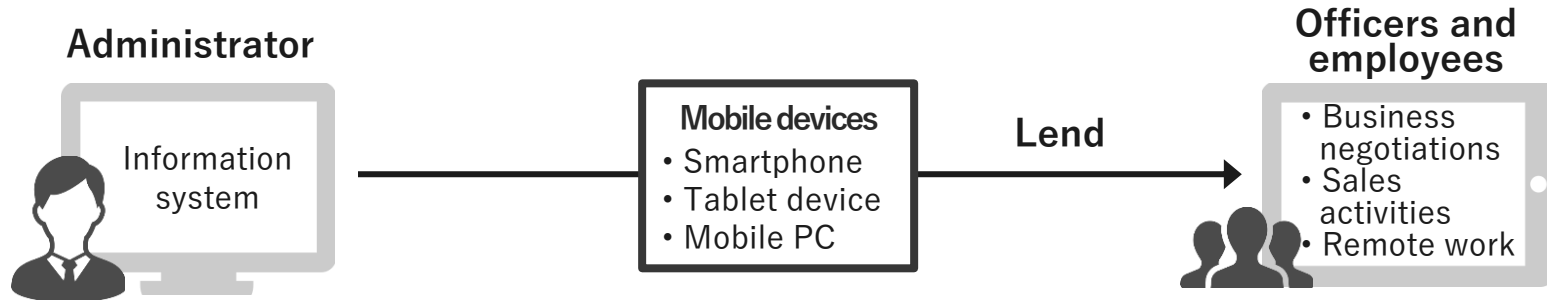 Administrator
Information
system
Mobile devices
• Smartphone
• Tablet device
• Mobile PC
Lend
Officers and
employees
• Business
negotiations
• Sales
activities
• Remote work